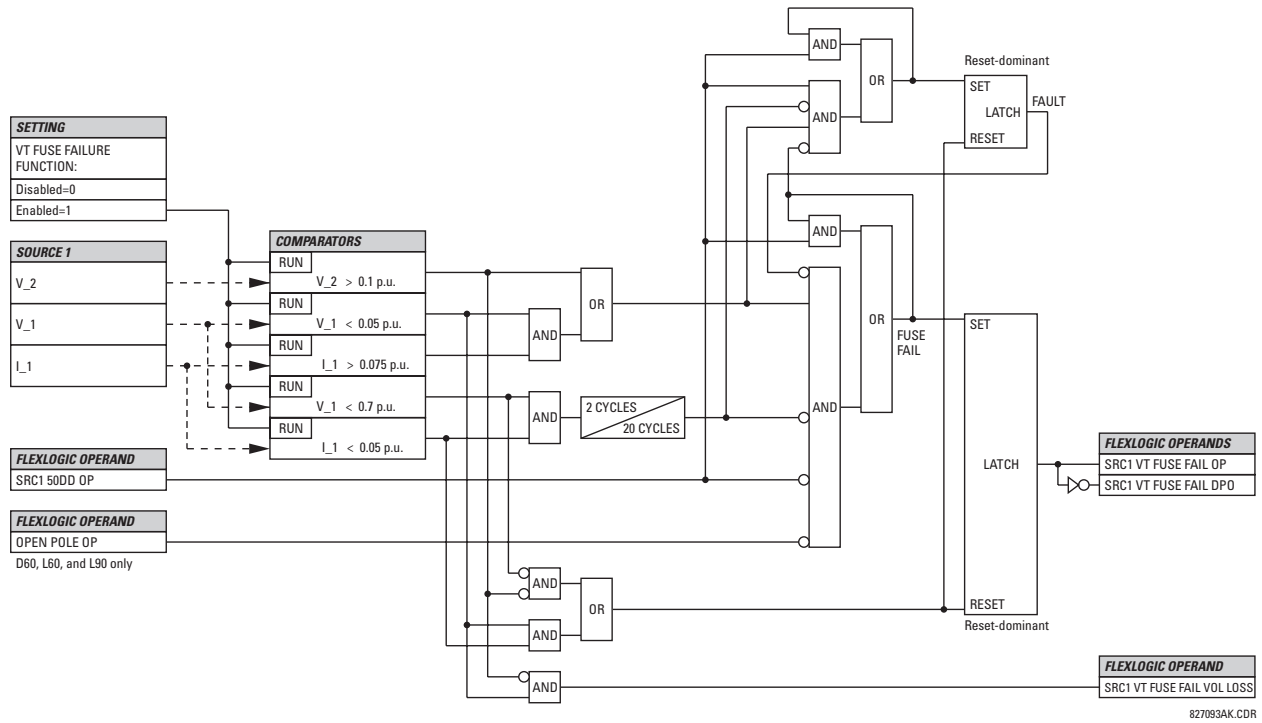 SETTING
VT FUSE FAILURE
FUNCTION:
Disabled=0
Enabled=1
SOURCE 1
V_2
V_1
I_1
FLEXLOGIC OPERAND
SRC1 50DD OP
FLEXLOGIC OPERAND
OPEN POLE OP
D60, L60, and L90 only
COMPARATORS
RUN
V_2 > 0.1 p.u.
RUN
V_1 < 0.05 p.u.
RUN
I_1 > 0.075 p.u.
RUN
V_1 < 0.7 p.u.
RUN
I_1 < 0.05 p.u.
AND
OR
AND
2 CYCLES
20 CYCLES
AND
OR
AND
AND
AND
OR
AND
AND
OR
AND
FUSE
FAIL
Reset-dominant
SET
LATCH
RESET
FAULT
SET
LATCH
RESET
Reset-dominant
FLEXLOGIC OPERANDS
SRC1 VT FUSE FAIL OP
SRC1 VT FUSE FAIL DPO
FLEXLOGIC OPERAND
SRC1 VT FUSE FAIL VOL LOSS
827093AK.CDR